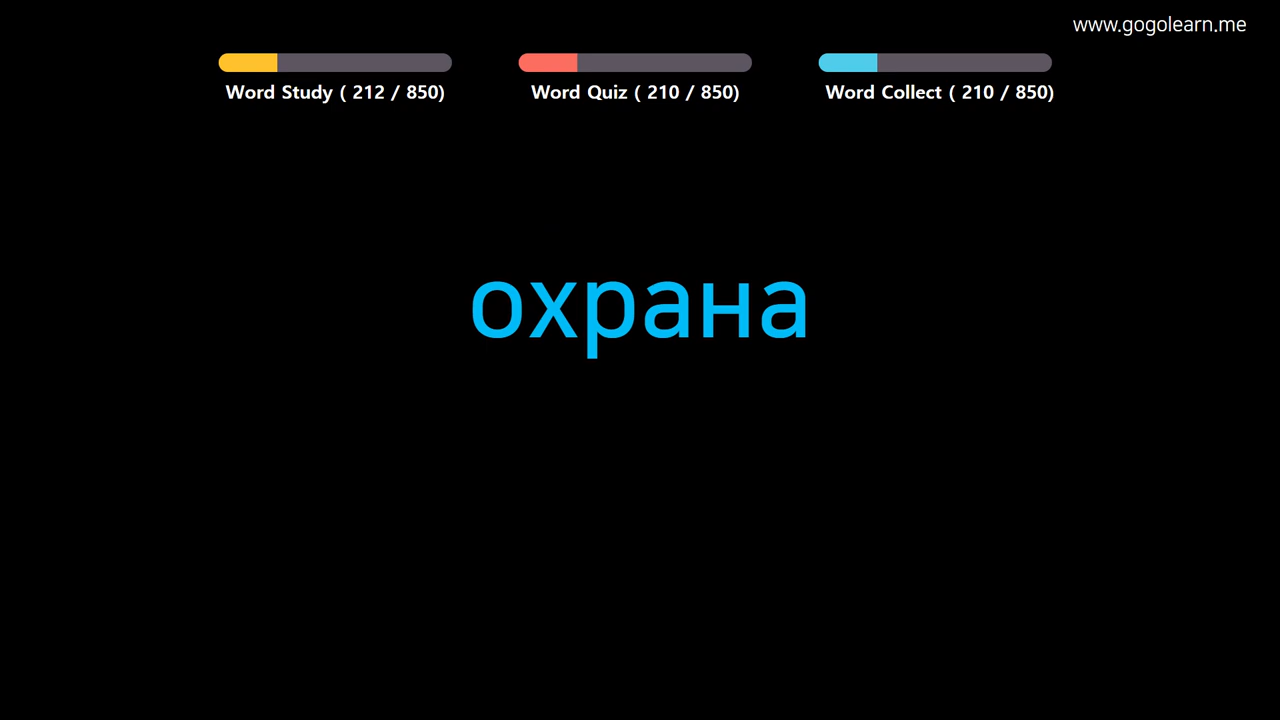 www.gogolearn.me
Word Study ( 212 / 850)
Word Quiz ( 210 / 850)
Word Collect ( 210 / 850)
охрана